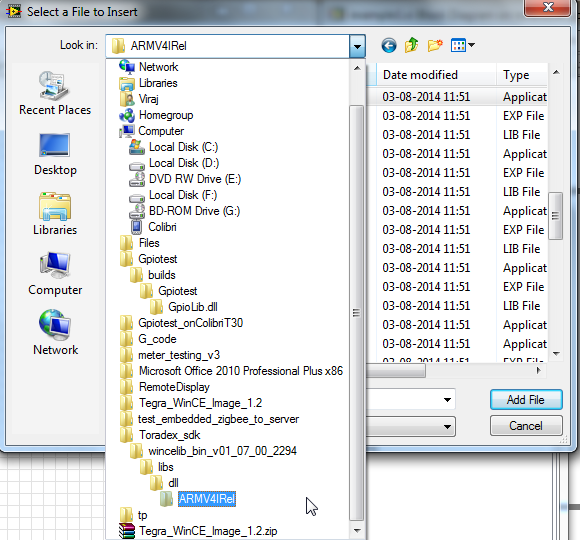 Select a File to Insert
Look in: ARMV4IRel
Recent Places
Desktop
Libraries
Computer
Network
Network
Libraries
Viraj
Homegroup
Computer
Local Disk (C:)
Local Disk (D:)
DVD RW Drive (E:)
Local Disk (F:)
BD-ROM Drive (G:)
Colibri
Files
Gpiotest
builds
Gpiotest
GpioLib.dll
Gpiotest_onColibriT30
G_code
meter_testing_v3
Microsoft Office 2010 Professional Plus x86
RemoteDisplay
Tegra_WinCE_Image_1.2
test_embedded_zigbee_to_server
Toradex_sdk
wincelib_bin_v01_07_00_2294
libs
dll
ARMV4IRel
tp
Tegra_WinCE_Image_1.2.zip
Date modified Type
03-08-2014 11:51 Applicat
03-08-2014 11:51 EXP File
03-08-2014 11:51 LIB File
03-08-2014 11:51 Applicat
03-08-2014 11:51 EXP File
03-08-2014 11:51 LIB File
03-08-2014 11:51 Applicat
03-08-2014 11:51 EXP File
03-08-2014 11:51 LIB File
03-08-2014 11:51 Applicat
03-08-2014 11:51 EXP File
03-08-2014 11:51 LIB File
03-08-2014 11:51 Applicat
03-08-2014 11:51 EXP File
Add File
Cancel